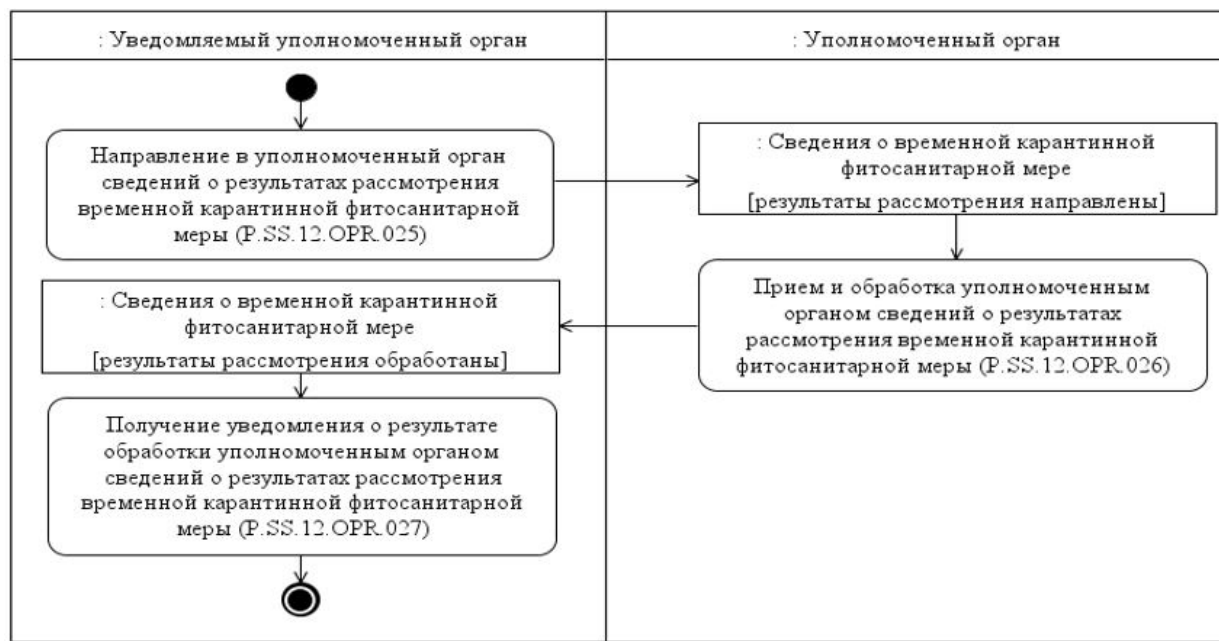 : Уведомляемый уполномоченный орган
: Уполномоченный орган
Направление в уполномоченный орган
сведений о результатах рассмотрения
временной карантинной фитосанитарной
меры (P.SS.12.OPR.025)
: Сведения о временной карантинной
фитосанитарной мере
[результаты рассмотрения направлены]
Прием и обработка уполномоченным
органом сведений о результатах
рассмотрения временной карантинной
фитосанитарной меры (P.SS.12.OPR.026)
: Сведения о временной карантинной
фитосанитарной мере
[результаты рассмотрения обработаны]
Получение уведомления о результате
обработки уполномоченным органом
сведений о результатах рассмотрения
временной карантинной фитосанитарной
меры (P.SS.12.OPR.027)